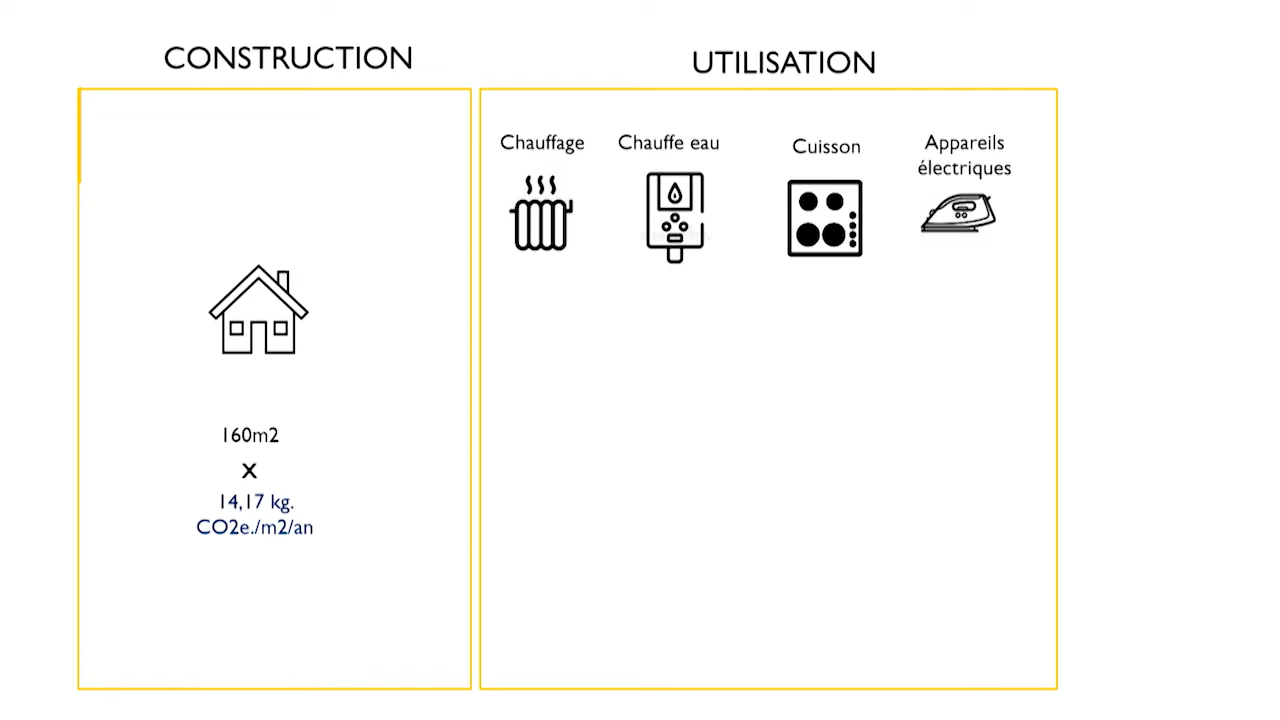 CONSTRUCTION
160m2
x
14,17 kg.
CO2e./m2/an
UTILISATION
Chauffage
Chauffe eau
Cuisson
Appareils
électriques